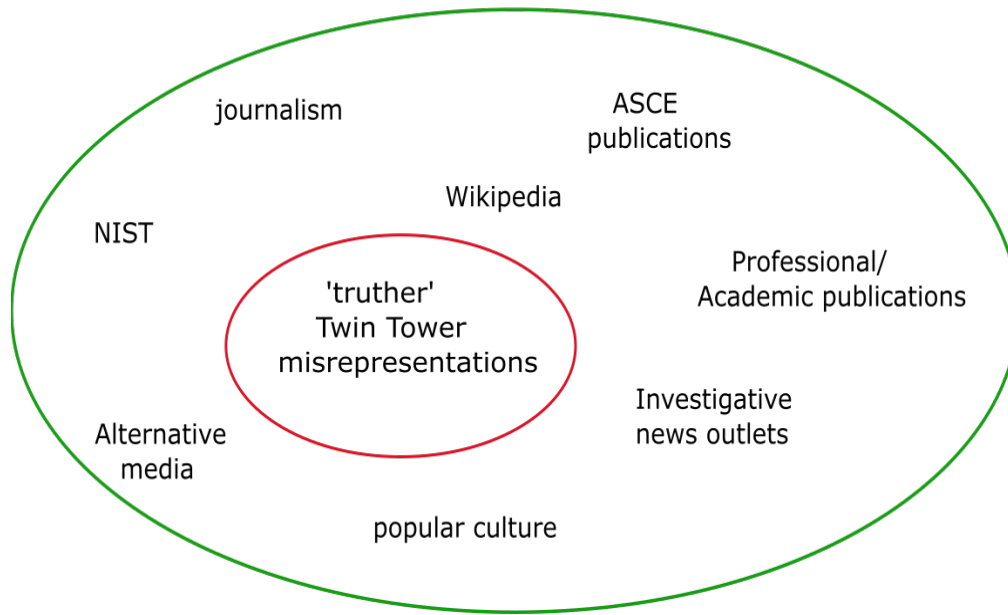 journalism
ASCE
publications
Wikipedia
NIST
Professional/
Academic publications
'truther'
Twin Tower
misrepresentations
Investigative
news outlets
Alternative
media
popular culture